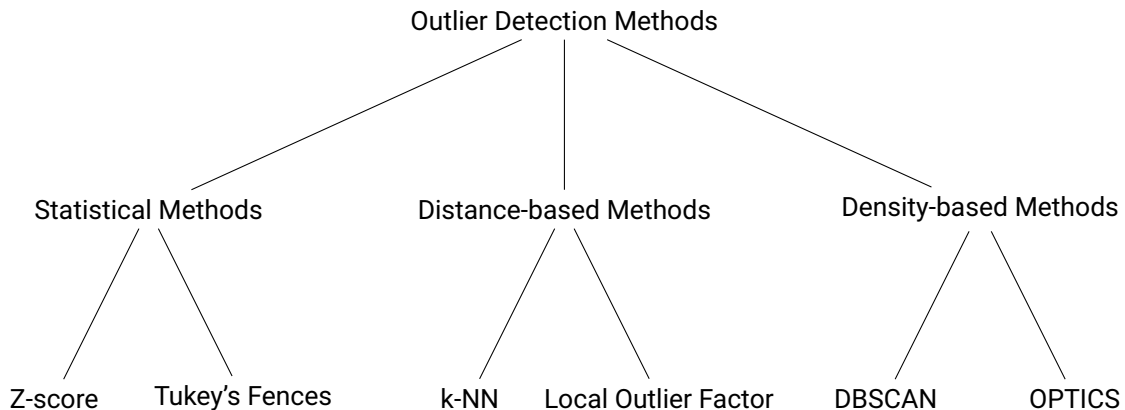 Outlier Detection Methods
Statistical Methods
Distance-based Methods
Density-based Methods
Z-score
Tukey’s Fences
k-NN
Local Outlier Factor
DBSCAN
OPTICS